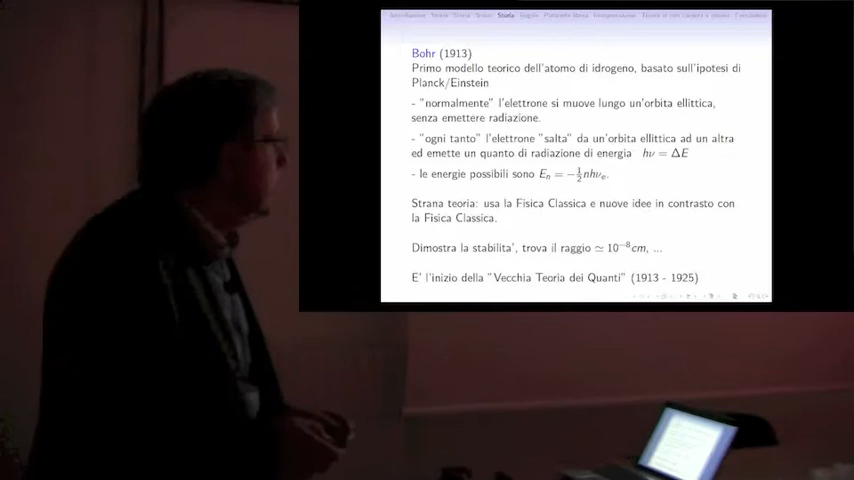 Storia
Bohr (1913)
Primo modello teorico dell'atomo di idrogeno, basato sull'ipotesi di
Planck/Einstein
- "normalmente" l'elettrone si muove lungo un'orbita ellittica,
senza emettere radiazione.
- "ogni tanto" l'elettrone "salta" da un'orbita ellittica ad un altra
ed emette un quanto di radiazione di energia hν = ΔE
- le energie possibili sono Eₙ = −½nhνₑ.
Strana teoria: usa la Fisica Classica e nuove idee in contrasto con
la Fisica Classica.
Dimostra la stabilita', trova il raggio ≃ 10⁻⁸cm, ...
E' l'inizio della "Vecchia Teoria dei Quanti" (1913 - 1925)